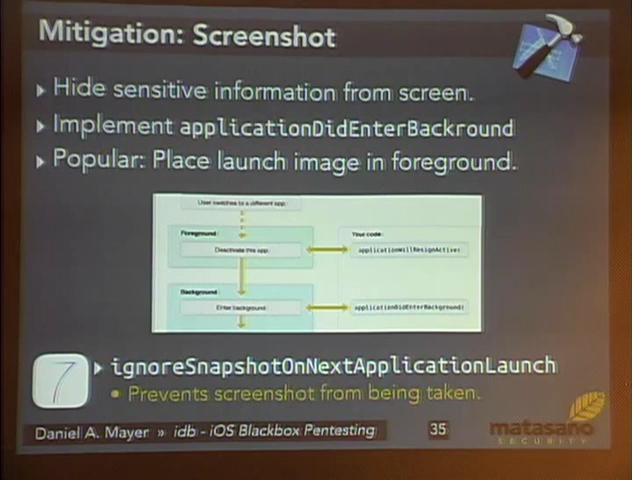 Mitigation: Screenshot
Hide sensitive information from screen.
Implement applicationDidEnterBackround
Popular: Place launch image in foreground.
User switches to a different app.
Foreground:
Your code:
Deactivate this app.
applicationWillResignActive:
Background:
Enter background.
applicationDidEnterBackground:
7
ignoreSnapshotOnNextApplicationLaunch
Prevents screenshot from being taken.
Daniel A. Mayer » idb - iOS Blackbox Pentesting
35
matasano
SECURITY